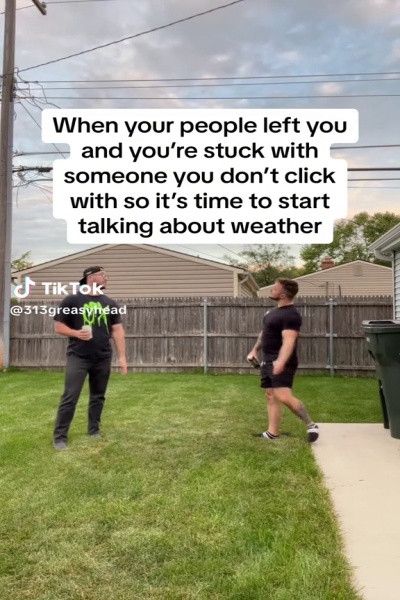 When your people left you
and you're stuck with
someone you don't click
with so it's time to start
talking about weather
TikTok
@313greasyhead